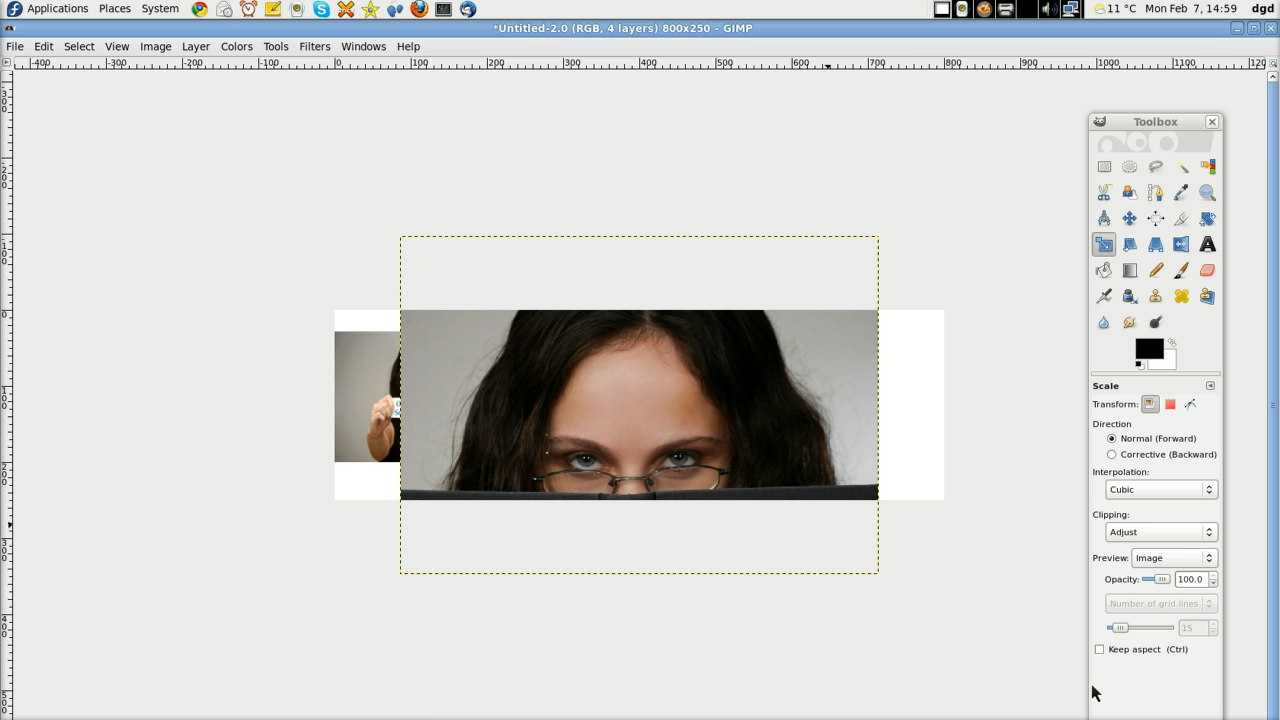 Applications Places System 11 °C Mon Feb 7, 14:59 dgd
*Untitled-2.0 (RGB, 4 layers) 800x250 – GIMP
File Edit Select View Image Layer Colors Tools Filters Windows Help
-400 -300 -200 -100 0 100 200 300 400 500 600 700 800 900 1000 1100 120
Toolbox
Scale
Transform:
Direction
Normal (Forward)
Corrective (Backward)
Interpolation:
Cubic
Clipping:
Adjust
Preview: Image
Opacity: 100.0
Number of grid lines
15
Keep aspect (Ctrl)